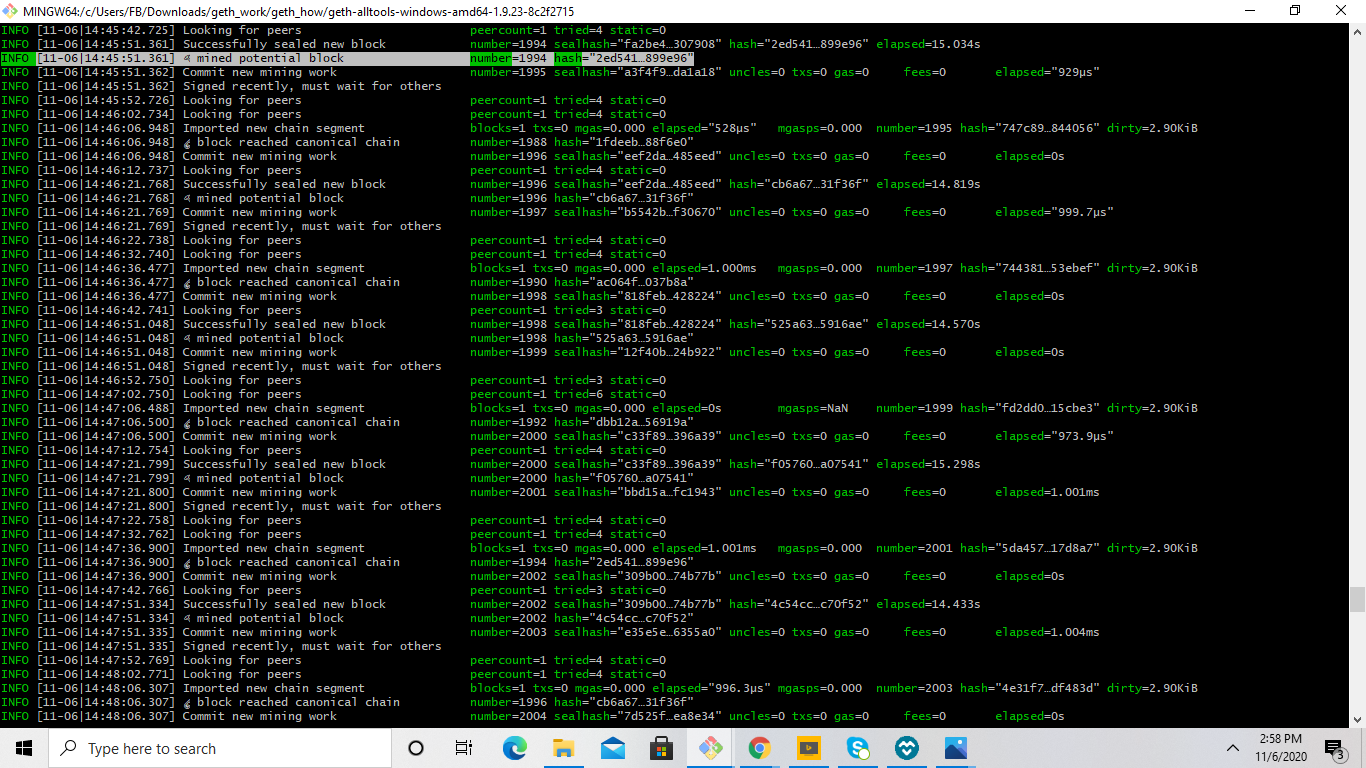 MINGW64:/c/Users/FB/Downloads/geth_work/geth_how/geth-alltools-windows-amd64-1.9.23-8c2f2715
INFO [11-06|14:45:42.725] Looking for peers peercount=1 tried=4 static=0
INFO [11-06|14:45:51.361] Successfully sealed new block number=1994 sealhash="fa2be4…307908" hash="2ed541…899e96" elapsed=15.034s
INFO [11-06|14:45:51.361] 🔨 mined potential block number=1994 hash="2ed541…899e96"
INFO [11-06|14:45:51.362] Commit new mining work number=1995 sealhash="a3f4f9…da1a18" uncles=0 txs=0 gas=0 fees=0 elapsed="929µs"
INFO [11-06|14:45:51.362] Signed recently, must wait for others
INFO [11-06|14:45:52.726] Looking for peers peercount=1 tried=4 static=0
INFO [11-06|14:46:02.734] Looking for peers peercount=1 tried=4 static=0
INFO [11-06|14:46:06.948] Imported new chain segment blocks=1 txs=0 mgas=0.000 elapsed="528µs" mgasps=0.000 number=1995 hash="747c89…844056" dirty=2.90KiB
INFO [11-06|14:46:06.948] 🔗 block reached canonical chain number=1988 hash="1fdeeb…88f6e0"
INFO [11-06|14:46:06.948] Commit new mining work number=1996 sealhash="eef2da…485eed" uncles=0 txs=0 gas=0 fees=0 elapsed=0s
INFO [11-06|14:46:12.737] Looking for peers peercount=1 tried=4 static=0
INFO [11-06|14:46:21.768] Successfully sealed new block number=1996 sealhash="eef2da…485eed" hash="cb6a67…31f36f" elapsed=14.819s
INFO [11-06|14:46:21.768] 🔨 mined potential block number=1996 hash="cb6a67…31f36f"
INFO [11-06|14:46:21.769] Commit new mining work number=1997 sealhash="b5542b…f30670" uncles=0 txs=0 gas=0 fees=0 elapsed="999.7µs"
INFO [11-06|14:46:21.769] Signed recently, must wait for others
INFO [11-06|14:46:22.738] Looking for peers peercount=1 tried=4 static=0
INFO [11-06|14:46:32.740] Looking for peers peercount=1 tried=4 static=0
INFO [11-06|14:46:36.477] Imported new chain segment blocks=1 txs=0 mgas=0.000 elapsed=1.000ms mgasps=0.000 number=1997 hash="744381…53ebef" dirty=2.90KiB
INFO [11-06|14:46:36.477] 🔗 block reached canonical chain number=1990 hash="ac064f…037b8a"
INFO [11-06|14:46:36.477] Commit new mining work number=1998 sealhash="818feb…428224" uncles=0 txs=0 gas=0 fees=0 elapsed=0s
INFO [11-06|14:46:42.741] Looking for peers peercount=1 tried=3 static=0
INFO [11-06|14:46:51.048] Successfully sealed new block number=1998 sealhash="818feb…428224" hash="525a63…5916ae" elapsed=14.570s
INFO [11-06|14:46:51.048] 🔨 mined potential block number=1998 hash="525a63…5916ae"
INFO [11-06|14:46:51.048] Commit new mining work number=1999 sealhash="12f40b…24b922" uncles=0 txs=0 gas=0 fees=0 elapsed=0s
INFO [11-06|14:46:51.048] Signed recently, must wait for others
INFO [11-06|14:46:52.750] Looking for peers peercount=1 tried=3 static=0
INFO [11-06|14:47:02.750] Looking for peers peercount=1 tried=6 static=0
INFO [11-06|14:47:06.488] Imported new chain segment blocks=1 txs=0 mgas=0.000 elapsed=0s mgasps=NaN number=1999 hash="fd2dd0…15cbe3" dirty=2.90KiB
INFO [11-06|14:47:06.500] 🔗 block reached canonical chain number=1992 hash="dbb12a…56919a"
INFO [11-06|14:47:06.500] Commit new mining work number=2000 sealhash="c33f89…396a39" uncles=0 txs=0 gas=0 fees=0 elapsed="973.9µs"
INFO [11-06|14:47:12.754] Looking for peers peercount=1 tried=4 static=0
INFO [11-06|14:47:21.799] Successfully sealed new block number=2000 sealhash="c33f89…396a39" hash="f05760…a07541" elapsed=15.298s
INFO [11-06|14:47:21.799] 🔨 mined potential block number=2000 hash="f05760…a07541"
INFO [11-06|14:47:21.800] Commit new mining work number=2001 sealhash="bbd15a…fc1943" uncles=0 txs=0 gas=0 fees=0 elapsed=1.001ms
INFO [11-06|14:47:21.800] Signed recently, must wait for others
INFO [11-06|14:47:22.758] Looking for peers peercount=1 tried=4 static=0
INFO [11-06|14:47:32.762] Looking for peers peercount=1 tried=4 static=0
INFO [11-06|14:47:36.900] Imported new chain segment blocks=1 txs=0 mgas=0.000 elapsed=1.001ms mgasps=0.000 number=2001 hash="5da457…17d8a7" dirty=2.90KiB
INFO [11-06|14:47:36.900] 🔗 block reached canonical chain number=1994 hash="2ed541…899e96"
INFO [11-06|14:47:36.900] Commit new mining work number=2002 sealhash="309b00…74b77b" uncles=0 txs=0 gas=0 fees=0 elapsed=0s
INFO [11-06|14:47:42.766] Looking for peers peercount=1 tried=3 static=0
INFO [11-06|14:47:51.334] Successfully sealed new block number=2002 sealhash="309b00…74b77b" hash="4c54cc…c70f52" elapsed=14.433s
INFO [11-06|14:47:51.334] 🔨 mined potential block number=2002 hash="4c54cc…c70f52"
INFO [11-06|14:47:51.335] Commit new mining work number=2003 sealhash="e35e5e…6355a0" uncles=0 txs=0 gas=0 fees=0 elapsed=1.004ms
INFO [11-06|14:47:51.335] Signed recently, must wait for others
INFO [11-06|14:47:52.769] Looking for peers peercount=1 tried=4 static=0
INFO [11-06|14:48:02.771] Looking for peers peercount=1 tried=4 static=0
INFO [11-06|14:48:06.307] Imported new chain segment blocks=1 txs=0 mgas=0.000 elapsed="996.3µs" mgasps=0.000 number=2003 hash="4e31f7…df483d" dirty=2.90KiB
INFO [11-06|14:48:06.307] 🔗 block reached canonical chain number=1996 hash="cb6a67…31f36f"
INFO [11-06|14:48:06.307] Commit new mining work number=2004 sealhash="7d525f…ea8e34" uncles=0 txs=0 gas=0 fees=0 elapsed=0s
Type here to search
2:58 PM
11/6/2020
3